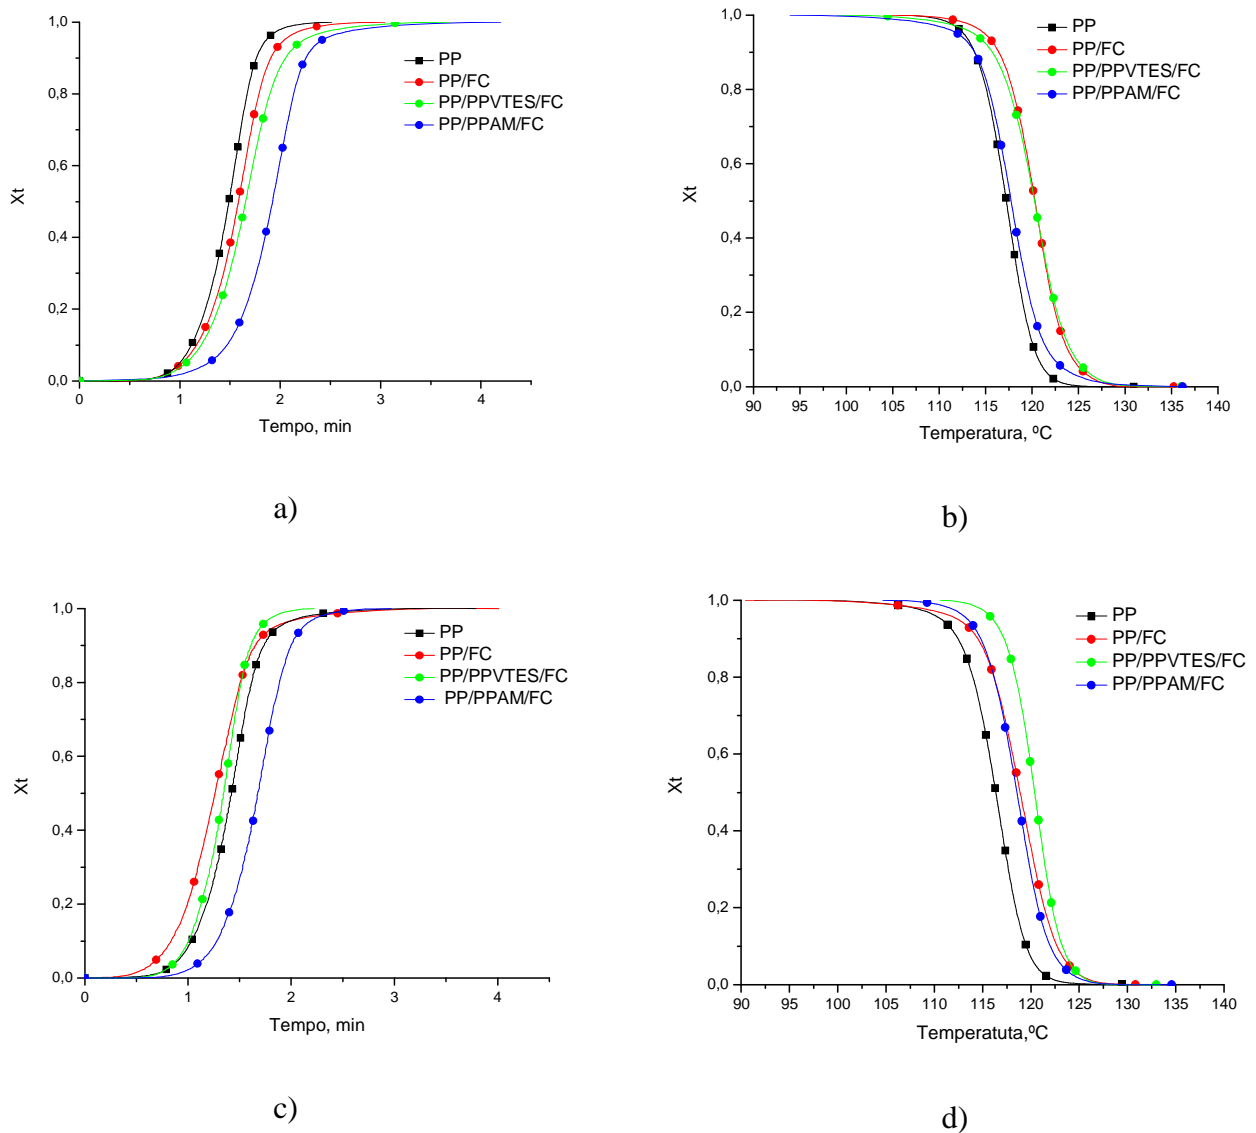 1,0
0,8
0,6
0,4
0,2
0,0
Xt
0
1
2
3
4
Tempo, min
PP
PP/FC
PP/PPVTES/FC
PP/PPAM/FC
a)
1,0
0,8
0,6
0,4
0,2
0,0
Xt
90 95 100 105 110 115 120 125 130 135 140
Temperatura, ºC
PP
PP/FC
PP/PPVTES/FC
PP/PPAM/FC
b)
1,0
0,8
0,6
0,4
0,2
0,0
Xt
0
1
2
3
4
Tempo, min
PP
PP/FC
PP/PPVTES/FC
PP/PPAM/FC
c)
1,0
0,8
0,6
0,4
0,2
0,0
Xt
90 95 100 105 110 115 120 125 130 135 140
Temperatuta,ºC
PP
PP/FC
PP/PPVTES/FC
PP/PPAM/FC
d)